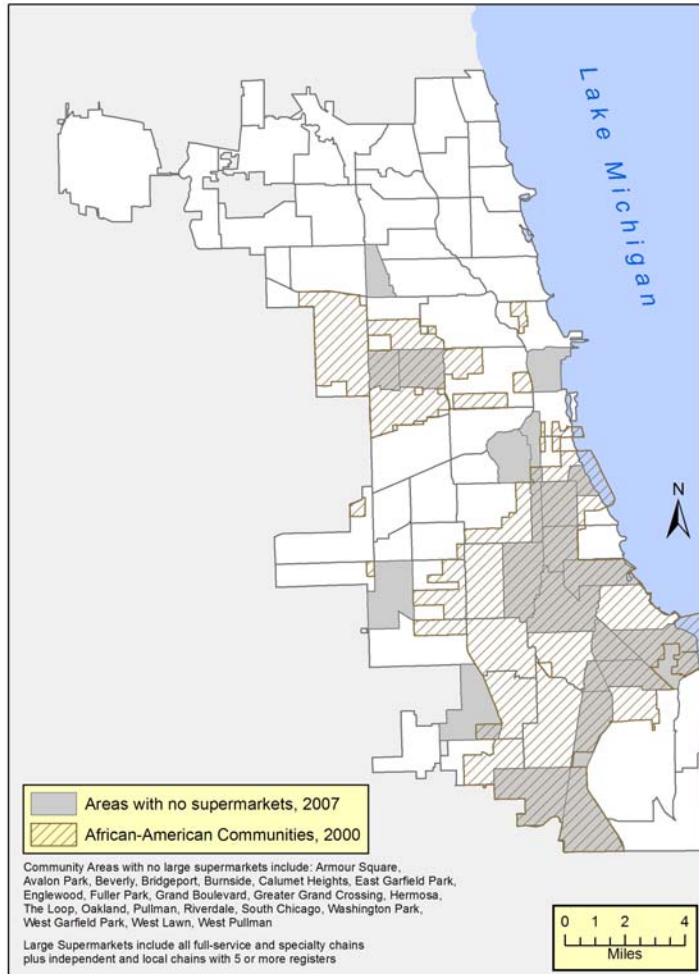 Lake Michigan
N
Areas with no supermarkets, 2007
African-American Communities, 2000
Community Areas with no large supermarkets include: Armour Square,
Avalon Park, Beverly, Bridgeport, Burnside, Calumet Heights, East Garfield Park,
Englewood, Fuller Park, Grand Boulevard, Greater Grand Crossing, Hermosa,
The Loop, Oakland, Pullman, Riverdale, South Chicago, Washington Park,
West Garfield Park, West Lawn, West Pullman
Large Supermarkets include all full-service and specialty chains
plus independent and local chains with 5 or more registers
0 2 4
Miles